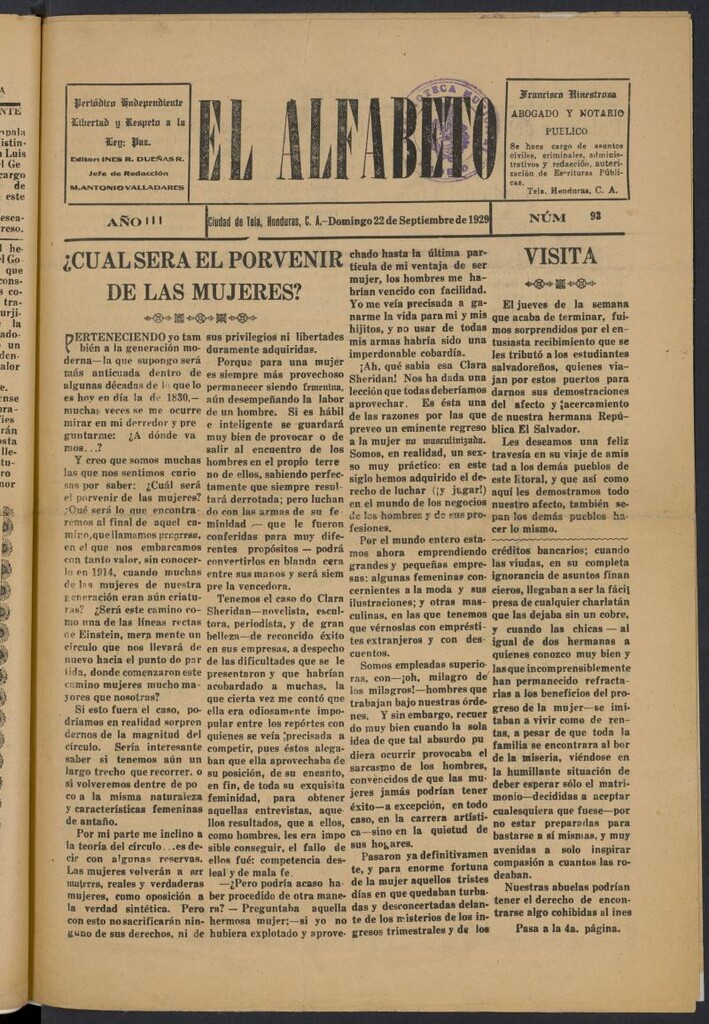 Periódico Independiente
Libertad y Respeto a la
Ley: Paz.
Editor: INES R. DUEÑAS R.
Jefe de Redacción
M. ANTONIO VALLADARES
EL ALFABETO
Francisco Hinestrosa
ABOGADO Y NOTARIO
PUELICO
Se hace cargo de asuntos
civiles, criminales, adminis-
trativos y redacción, autori-
zación de Escrituras Públi-
cas.
Tela, Honduras, C. A.
AÑO III
Ciudad de Tela, Honduras, C. A.-Domingo 22 de Septiembre de 1929
NÚM 93
¿CUAL SERA EL PORVENIR
DE LAS MUJERES?
PERTENECIENDO yo tam
bién a la generación mo-
derna—la que supongo será
más anticuada dentro de
algunas décadas de lo que lo
es hoy en día la de 1830,—
muchas veces se me ocurre
mirar en mi derredor y pre
guntarme: ¿A dónde va
mos...?
Y creo que somos muchas
las que nos sentimos curio
sas por saber: ¿Cuál será
el porvenir de las mujeres?
¿Qué será lo que encontra-
remos al final de aquel ca-
mino, que llamamos progreso,
en el que nos embarcamos
con tanto valor, sin conocer-
lo en 1914, cuando muchas
de las mujeres de nuestra
generación eran aún criatu-
ras? ¿Será este camino co-
mo una de las líneas rectas
de Einstein, mera mente un
círculo que nos llevará de
nuevo hacia el punto de par
tida, donde comenzaron este
camino mujeres mucho ma-
yores que nosotras?
Si esto fuera el caso, po-
dríamos en realidad sorpren
dernos de la magnitud del
círculo. Sería interesante
saber si tenemos aún un
largo trecho que recorrer, o
si volveremos dentre de po-
co a la misma naturaleza
y características femeninas
de antaño.
Por mi parte me inclino a
la teoría del círculo...es de-
cir con algunas reservas.
Las mujeres volverán a ser
mujeres, reales y verdaderas
mujeres, como oposición a
la verdad sintética. Pero
con esto no sacrificarán nin-
guno de sus derechos, ni de
sus privilegios ni libertades
duramente adquiridas.
Porque para una mujer
es siempre más provechoso
permanecer siendo femenina,
aún desempeñando la labor
de un hombre. Si es hábil
e inteligente se guardará
muy bien de provocar o de
salir al encuentro de los
hombres en el propio terre
no de ellos, sabiendo perfec-
tamente que siempre resul-
tará derrotada; pero luchan
do con las armas de su fe-
minidad — que le fueron
conferidas para muy dife-
rentes propósitos — podrá
convertirlos en blanda cera
entre sus manos y será siem
pre la vencedora.
Tenemos el caso do Clara
Sheridan—novelista, escul-
tora, periodista, y de gran
belleza—de reconocido éxito
en sus empresas, a despecho
de las dificultades que se le
presentaron y que habrían
acobardado a muchas, la
que cierta vez me contó que
ella era odiosamente impo-
pular entre los repórtes con
quienes se veía precisada a
competir, pues éstos alega-
ban que ella aprovechaba de
su posición, de su encanto,
en fin, de toda su exquisita
feminidad, para obtener
aquellas entrevistas, aque-
llos resultados, que a ellos,
como hombres, les era impo
sible conseguir, el fallo de
ellos fué: competencia des-
leal y de mala fe.
—¿Pero podría acaso ha-
ber procedido de otra mane-
ra? — Preguntaba aquella
hermosa mujer;—si yo no
hubiera explotado y aprove-
chado hasta la última par-
tícula de mi ventaja de ser
mujer, los hombres me ha-
brían vencido con facilidad.
Yo me veía precisada a ga-
narme la vida para mí y mis
hijitos, y no usar de todas
mis armas habría sido una
imperdonable cobardía.
¡Ah, qué sabia esa Clara
Sheridan! Nos ha dado una
lección que todas deberíamos
aprovechar. Es ésta una
de las razones por las que
preveo un eminente regreso
a la mujer no masculinizada.
Somos, en realidad, un se-
xo muy práctico: en este
siglo hemos adquirido el de-
recho de luchar (¡y jugar!)
en el mundo de los negocios
de los hombres y de sus pro-
fesiones.
Por el mundo entero esta-
mos ahora emprendiendo
grandes y pequeñas empre-
sas: algunas femeninas con-
cernientes a la moda y sus
ilustraciones; y otras mas-
culinas, en las que tenemos
que vérnoslas con emprésti-
tes extranjeros y con des-
cuentos.
Somos empleadas superio-
ras, con—¡oh, milagro de
los milagros!—hombres que
trabajan bajo nuestras órde-
nes. Y sin embargo, recuer
do muy bien cuando la sola
idea de que tal absurdo pu
diera ocurrir provocaba el
sarcasmo de los hombres,
convencidos de que las mu-
jeres jamás podrían tener
éxito—a excepción, en todo
caso, en la carrera artísti-
ca—sino en la quietud de
sus hogares.
Pasaron ya definitivamen
te, y para enorme fortuna
de la mujer aquellos tristes
días en que quedaban turba-
das y desconcertadas delan-
te de los misterios de los in-
gresos trimestrales y de los
VISITA
El jueves de la semana
que acaba de terminar, fui-
mos sorprendidos por el en-
tusiasta recibimiento que se
les tributó a los estudiantes
salvadoreños, quienes via-
jan por estos puertos para
darnos sus demostraciones
del afecto y acercamiento
de nuestra hermana Repú-
blica El Salvador.
Les deseamos una feliz
travesía en su viaje de amis
tad a los demás pueblos de
este litoral, y que así como
aquí les demostramos todo
nuestro afecto, también se-
pan los demás pueblos ha-
cer lo mismo.
créditos bancarios; cuando
las viudas, en su completa
ignorancia de asuntos finan
cieros, llegaban a ser la fácil
presa de cualquier charlatán
que las dejaba sin un cobre,
y cuando las chicas — al
igual de dos hermanas a
quienes conozco muy bien y
las que incomprensiblemente
han permanecido refracta-
rias a los beneficios del pro-
greso de la mujer—se imi-
taban a vivir como de ren-
tas, a pesar de que toda la
familia se encontrara al bor
de la miseria, viéndose en
la humillante situación de
deber esperar sólo el matri-
monio—decididas a aceptar
cualesquiera que fuese—por
no estar preparadas para
bastarse a sí mismas, y muy
avenidas a solo inspirar
compasión a cuantos las ro-
deaban.
Nuestras abuelas podrían
tener el derecho de encon-
trarse algo cohibidas al ines
Pasa a la 4a. página.